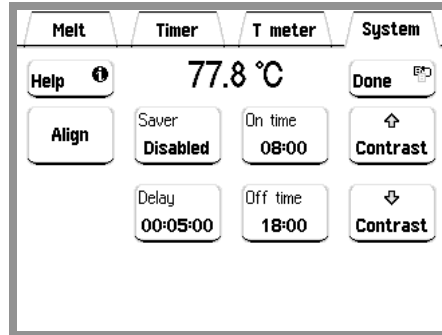 Melt Timer T meter System
Help 77.8 °C Done
Align Saver Disabled On time 08:00 Contrast
Delay 00:05:00 Off time 18:00 Contrast